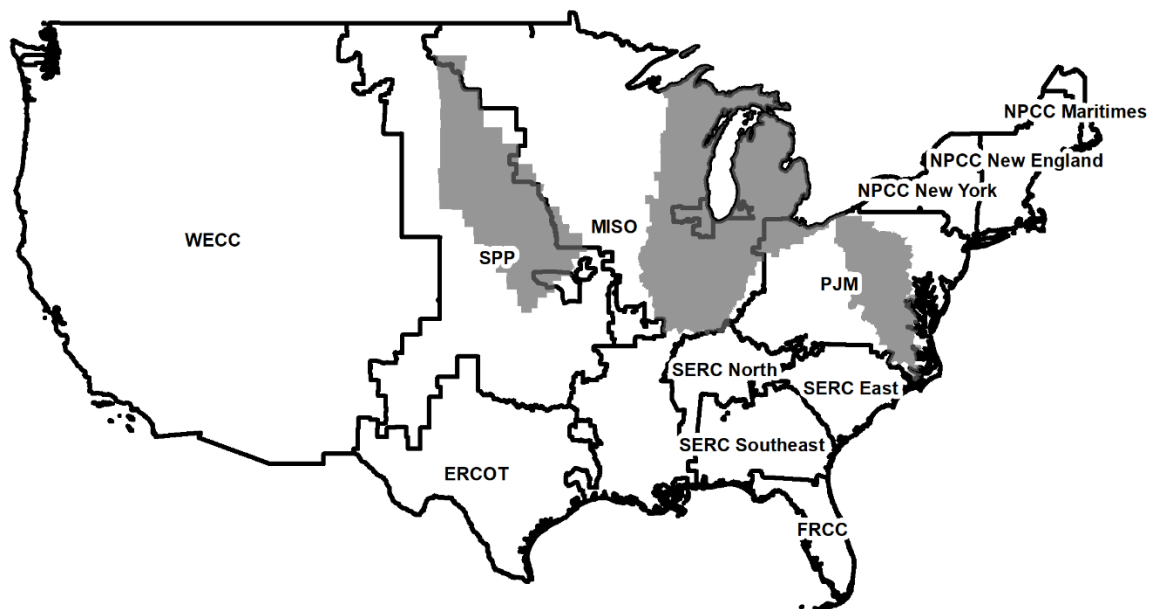 NPCC Maritimes
NPCC New England
NPCC New York
WECC
MISO
SPP
PJM
SERC North
SERC East
SERC Southeast
ERCOT
FRCC